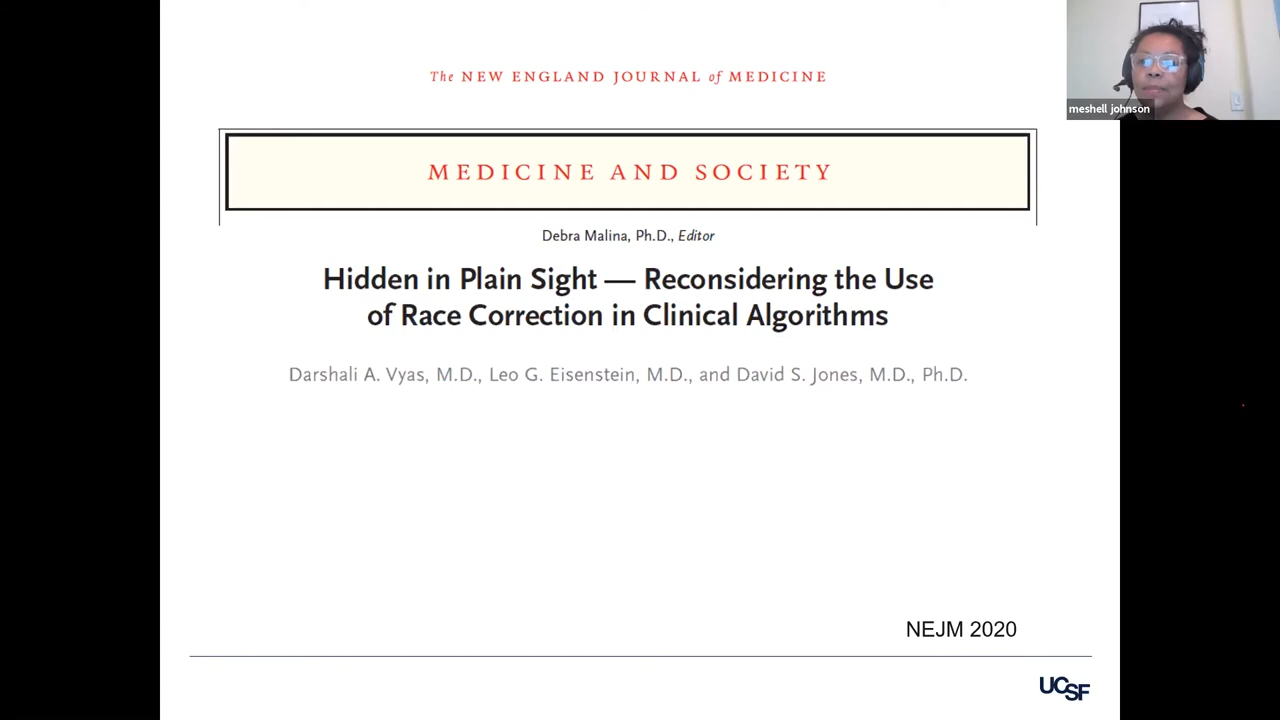 The NEW ENGLAND JOURNAL of MEDICINE
meshell johnson
MEDICINE AND SOCIETY
Debra Malina, Ph.D., Editor
Hidden in Plain Sight — Reconsidering the Use
of Race Correction in Clinical Algorithms
Darshali A. Vyas, M.D., Leo G. Eisenstein, M.D., and David S. Jones, M.D., Ph.D.
NEJM 2020
UCSF